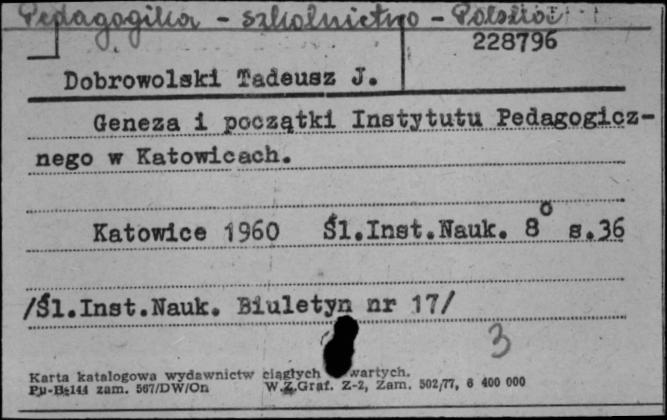 Pedagogika - szkolnictwo - Polska
228796
Dobrowolski Tadeusz J.
Geneza i początki Instytutu Pedagogicz-
nego w Katowicach.
Katowice 1960 Śl.Inst.Nauk. 8° s.36
/Śl.Inst.Nauk. Biuletyn nr 17/
3
Karta katalogowa wydawnictw ciągłych wartych.
Pu-B-144 zam. 567/DW/On W.Z.Graf. Z-2, Zam. 502/77, 6 400 000